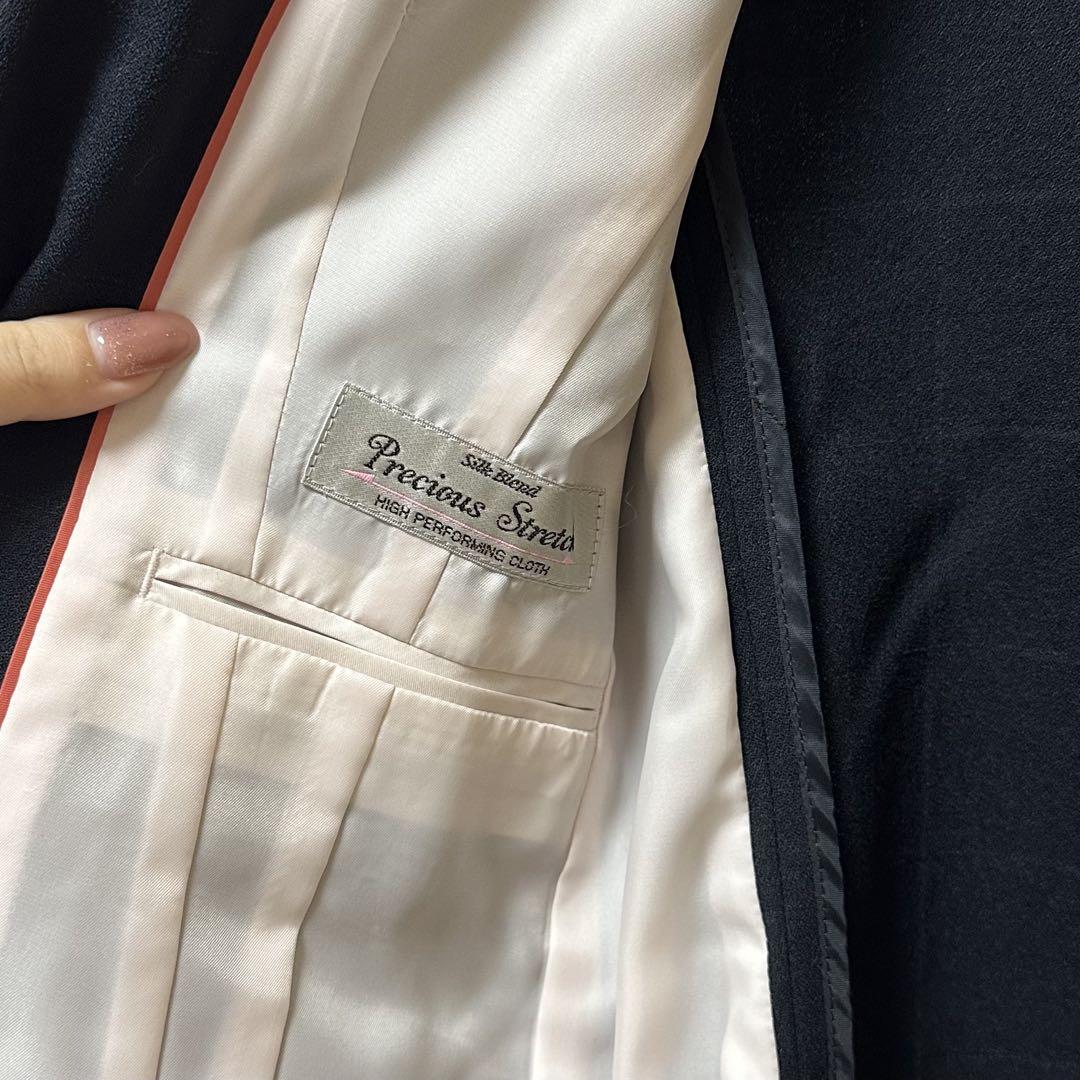 Silk Blend
Precious Stretch
HIGH PERFORMING CLOTH